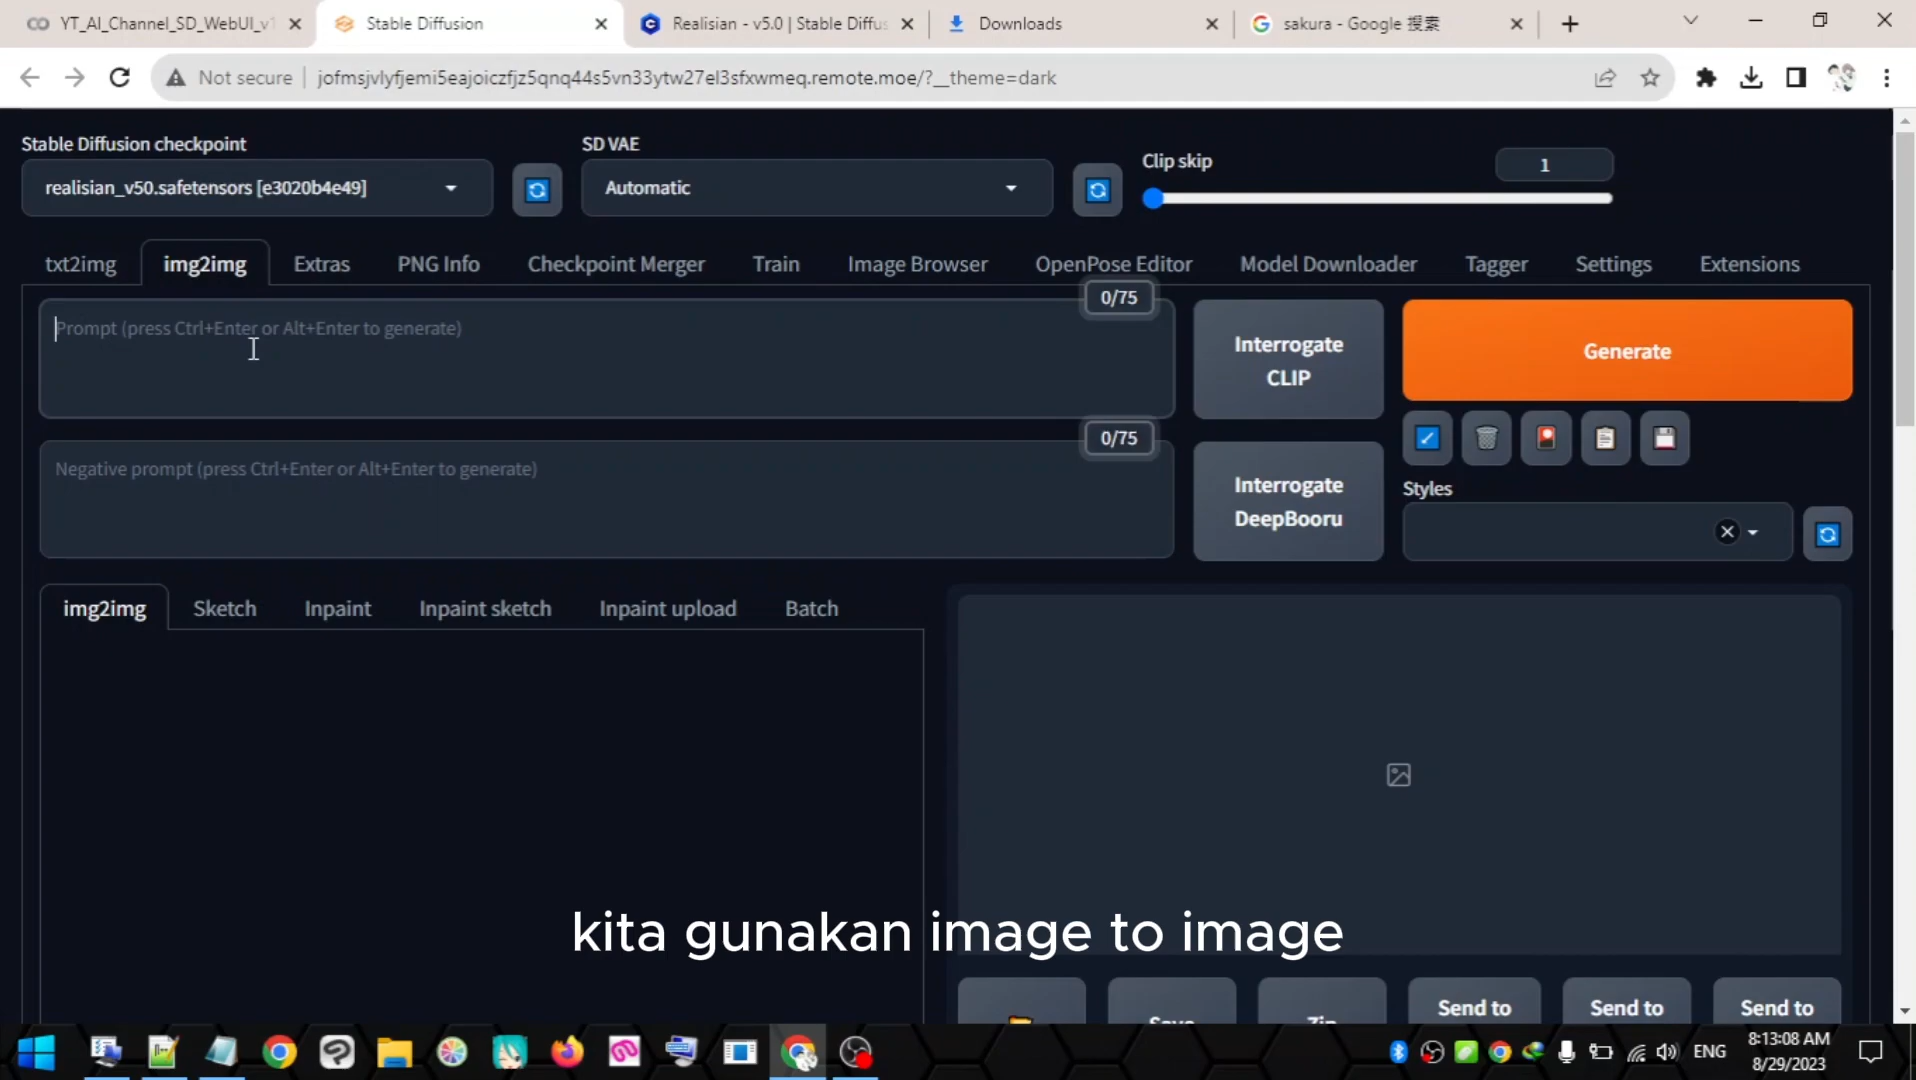 YT_AI_Channel_SD_WebUI_v1
Stable Diffusion
Realisian - v5.0 | Stable Diffus
Downloads
sakura - Google 搜索
Not secure
jofmsjvlyfjemi5eajoiczfjz5qnq44s5vn33ytw27el3sfxwmeq.remote.moe/?__theme=dark
Stable Diffusion checkpoint
SD VAE
Clip skip
1
realisian_v50.safetensors [e3020b4e49]
Automatic
txt2img
img2img
Extras
PNG Info
Checkpoint Merger
Train
Image Browser
OpenPose Editor
Model Downloader
Tagger
Settings
Extensions
0/75
Prompt (press Ctrl+Enter or Alt+Enter to generate)
Interrogate
CLIP
Generate
0/75
Negative prompt (press Ctrl+Enter or Alt+Enter to generate)
Interrogate
DeepBooru
Styles
img2img
Sketch
Inpaint
Inpaint sketch
Inpaint upload
Batch
kita gunakan image to image
Save
Zip
Send to
Send to
Send to
ENG
8:13:08 AM
8/29/2023